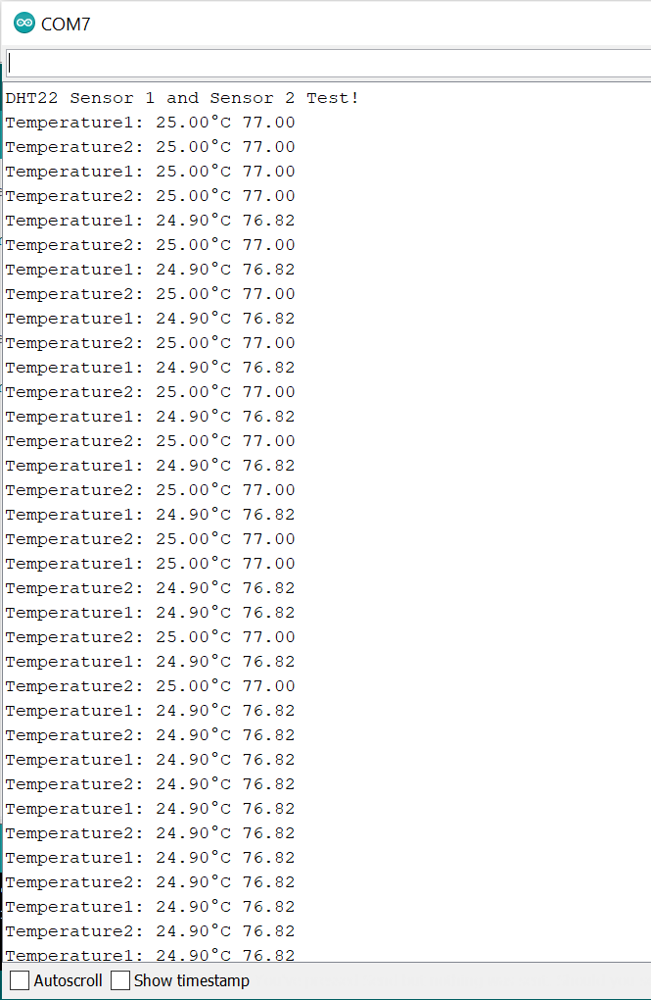 COM7
DHT22 Sensor 1 and Sensor 2 Test!
Temperature1: 25.00°C 77.00
Temperature2: 25.00°C 77.00
Temperature1: 25.00°C 77.00
Temperature2: 25.00°C 77.00
Temperature1: 24.90°C 76.82
Temperature2: 25.00°C 77.00
Temperature1: 24.90°C 76.82
Temperature2: 25.00°C 77.00
Temperature1: 24.90°C 76.82
Temperature2: 25.00°C 77.00
Temperature1: 24.90°C 76.82
Temperature2: 25.00°C 77.00
Temperature1: 24.90°C 76.82
Temperature2: 25.00°C 77.00
Temperature1: 24.90°C 76.82
Temperature2: 25.00°C 77.00
Temperature1: 24.90°C 76.82
Temperature2: 25.00°C 77.00
Temperature1: 25.00°C 77.00
Temperature2: 24.90°C 76.82
Temperature1: 24.90°C 76.82
Temperature2: 25.00°C 77.00
Temperature1: 24.90°C 76.82
Temperature2: 25.00°C 77.00
Temperature1: 24.90°C 76.82
Temperature2: 24.90°C 76.82
Temperature1: 24.90°C 76.82
Temperature2: 24.90°C 76.82
Temperature1: 24.90°C 76.82
Temperature2: 24.90°C 76.82
Temperature1: 24.90°C 76.82
Temperature2: 24.90°C 76.82
Temperature1: 24.90°C 76.82
Temperature2: 24.90°C 76.82
Temperature1: 24.90°C 76.82
Autoscroll Show timestamp